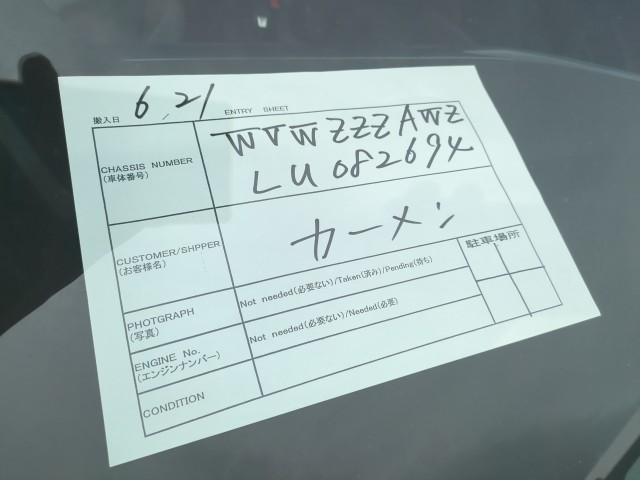 搬入日 6.21 ENTRY SHEET
CHASSIS NUMBER
(車体番号)
WVWZZZAWZ
LU082694
CUSTOMER/SHPPER
(お客様名)
カーメン
駐車場所
PHOTGRAPH
(写真)
Not needed(必要ない)/Taken(済み)/Pending(待ち)
ENGINE No.
(エンジンナンバー)
Not needed(必要ない)/Needed(必要)
CONDITION